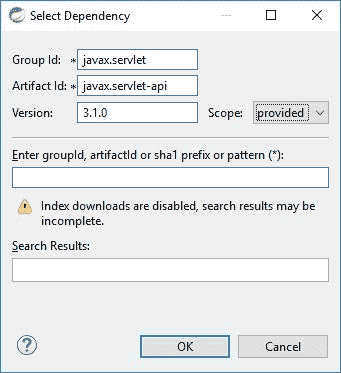 Select Dependency
Group Id: * javax.servlet
Artifact Id: * javax.servlet-api
Version: 3.1.0 Scope: provided
Enter groupId, artifactId or sha1 prefix or pattern (*):
Index downloads are disabled, search results may be
incomplete.
Search Results:
? OK Cancel